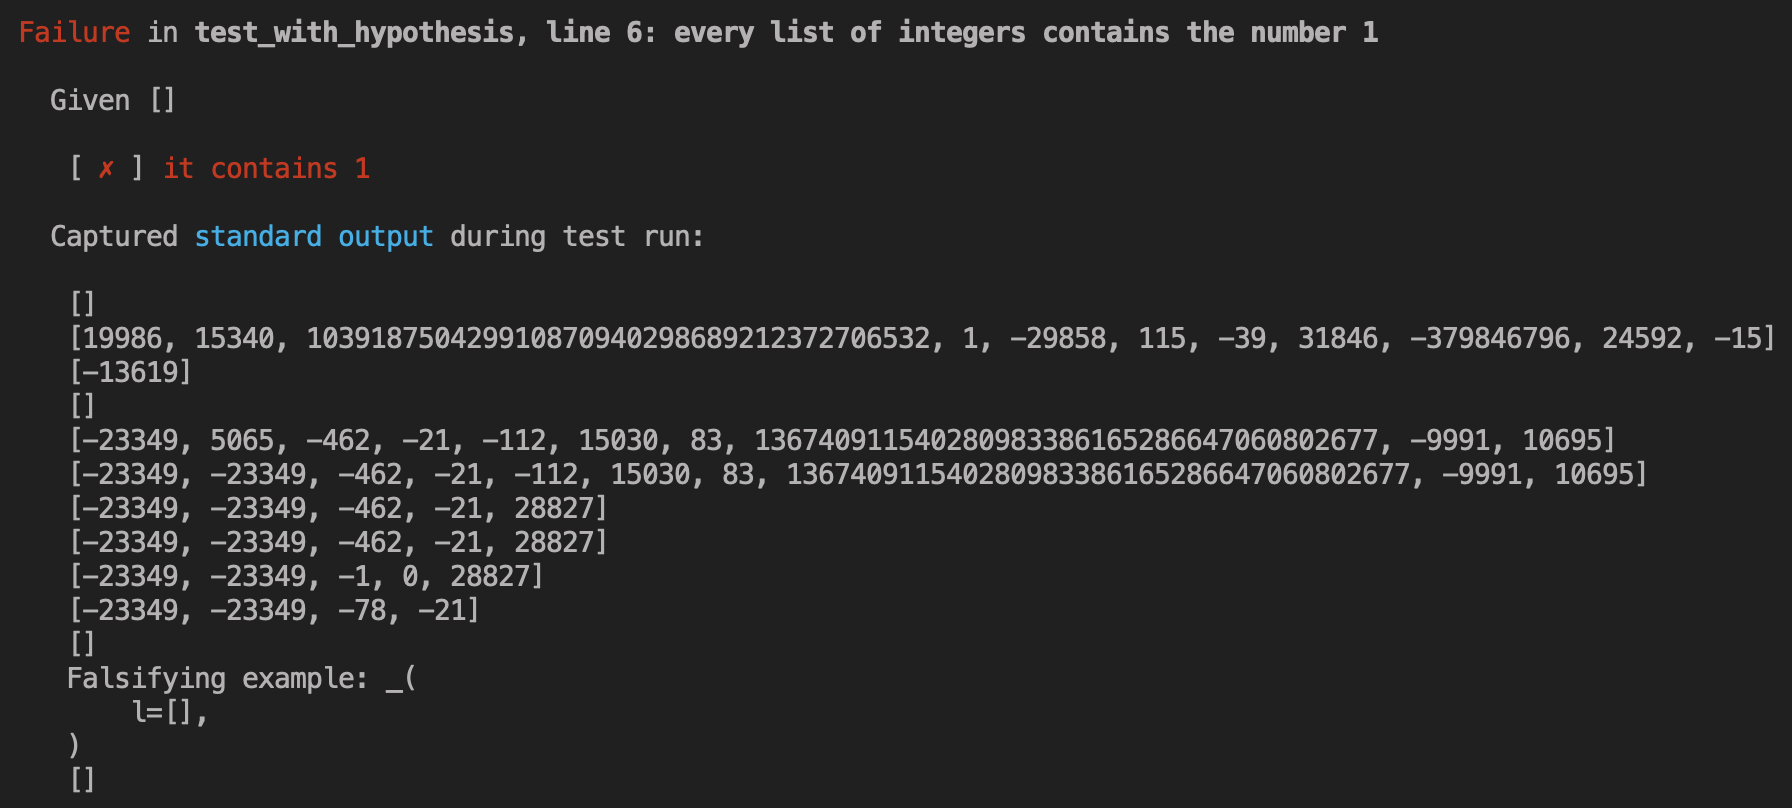 Failure in test_with_hypothesis, line 6: every list of integers contains the number 1
Given []
[ ✗ ] it contains 1
Captured standard output during test run:
[]
[19986, 15340, 103918750429910870940298689212372706532, 1, -29858, 115, -39, 31846, -379846796, 24592, -15]
[-13619]
[]
[-23349, 5065, -462, -21, -112, 15030, 83, 136740911540280983386165286647060802677, -9991, 10695]
[-23349, -23349, -462, -21, -112, 15030, 83, 136740911540280983386165286647060802677, -9991, 10695]
[-23349, -23349, -462, -21, 28827]
[-23349, -23349, -462, -21, 28827]
[-23349, -23349, -1, 0, 28827]
[-23349, -23349, -78, -21]
[]
Falsifying example: _(
l=[],
)
[]